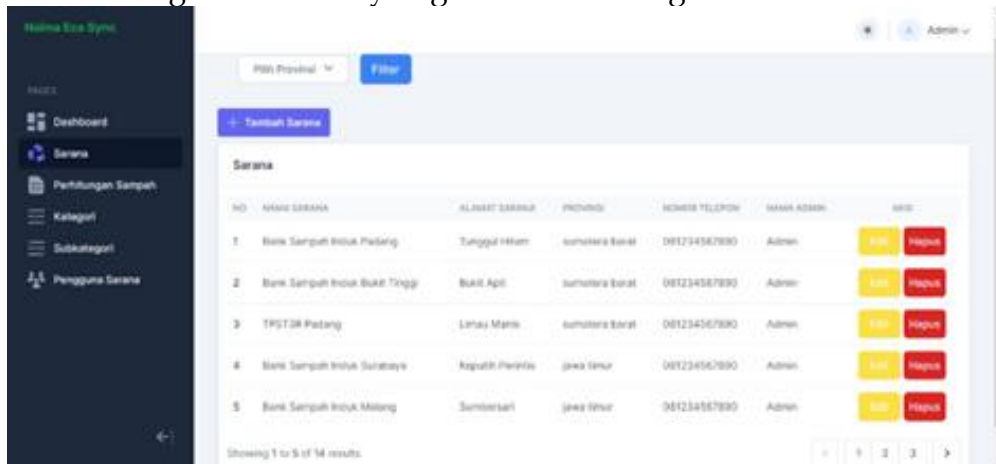 Naima Eco Sync
Admin
Pilih Provinsi
Filter
PAGES
Dashboard
+ Tambah Sarana
Sarana
Sarana
Perhitungan Sampah
NO NAMA SARANA ALAMAT SARANA PROVINSI NOMOR TELEPON NAMA ADMIN AKSI
Kategori
1 Bank Sampah Induk Padang Tunggul Hitam sumatera barat 081234567890 Admin Edit Hapus
Subkategori
Pengguna Sarana
2 Bank Sampah Induk Bukit Tinggi Bukit Apit sumatera barat 081234567890 Admin Edit Hapus
3 TPST3R Padang Limau Manis sumatera barat 081234567890 Admin Edit Hapus
4 Bank Sampah Induk Surabaya Keputih Perintis jawa timur 081234567890 Admin Edit Hapus
5 Bank Sampah Induk Malang Sumbersari jawa timur 081234567890 Admin Edit Hapus
Showing 1 to 5 of 14 results
‹ 1 2 3 ›